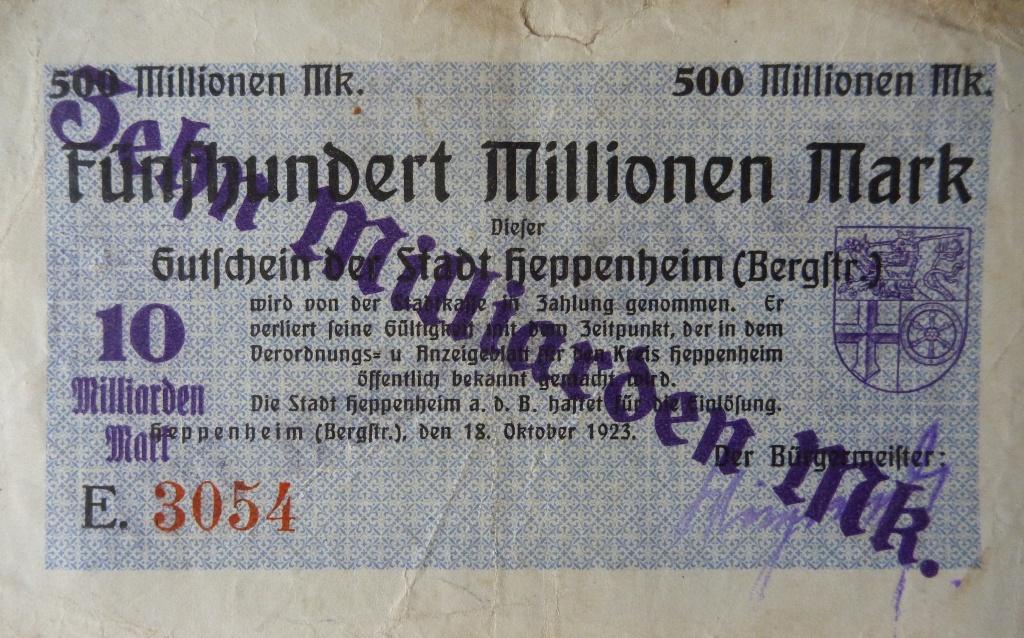 500 Millionen Mk. 500 Millionen Mk.
Fünfhundert Millionen Mark
Dieser
Gutschein der Stadt Heppenheim (Bergstr.)
wird von der Stadtkasse in Zahlung genommen. Er
verliert seine Gültigkeit mit dem Zeitpunkt, der in dem
Verordnungs- u Anzeigeblatt für den Kreis Heppenheim
öffentlich bekannt gemacht wird.
Die Stadt Heppenheim a. d. B. haftet für die Einlösung.
Heppenheim (Bergstr.), den 18. Oktober 1923.
Der Bürgermeister:
E. 3054
10
Milliarden
Mark
Zehn Milliarden Mk.